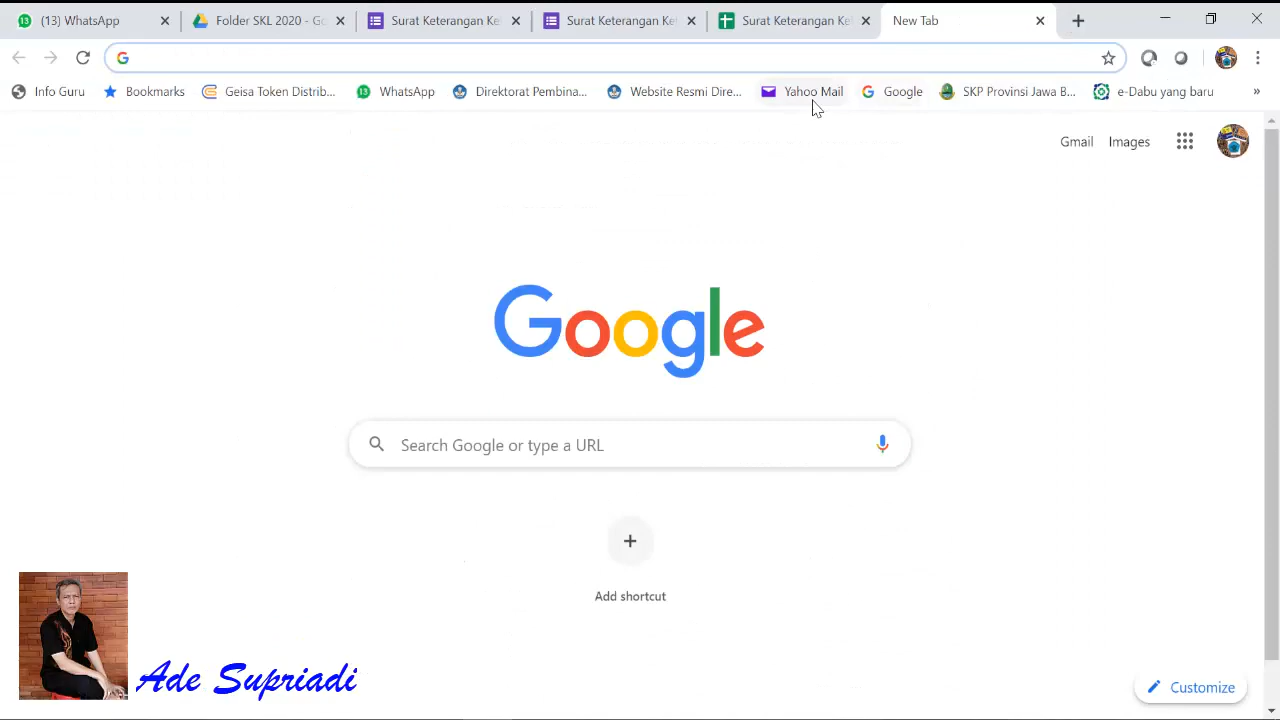 (13) WhatsApp
Folder SKL 2020 - Go
Surat Keterangan Ke
Surat Keterangan Ke
Surat Keterangan Ke
New Tab
Info Guru
Bookmarks
Geisa Token Distrib...
WhatsApp
Direktorat Pembina...
Website Resmi Dire...
Yahoo Mail
Google
SKP Provinsi Jawa B...
e-Dabu yang baru
»
Gmail
Images
Google
Search Google or type a URL
Add shortcut
Ade Supriadi
Customize